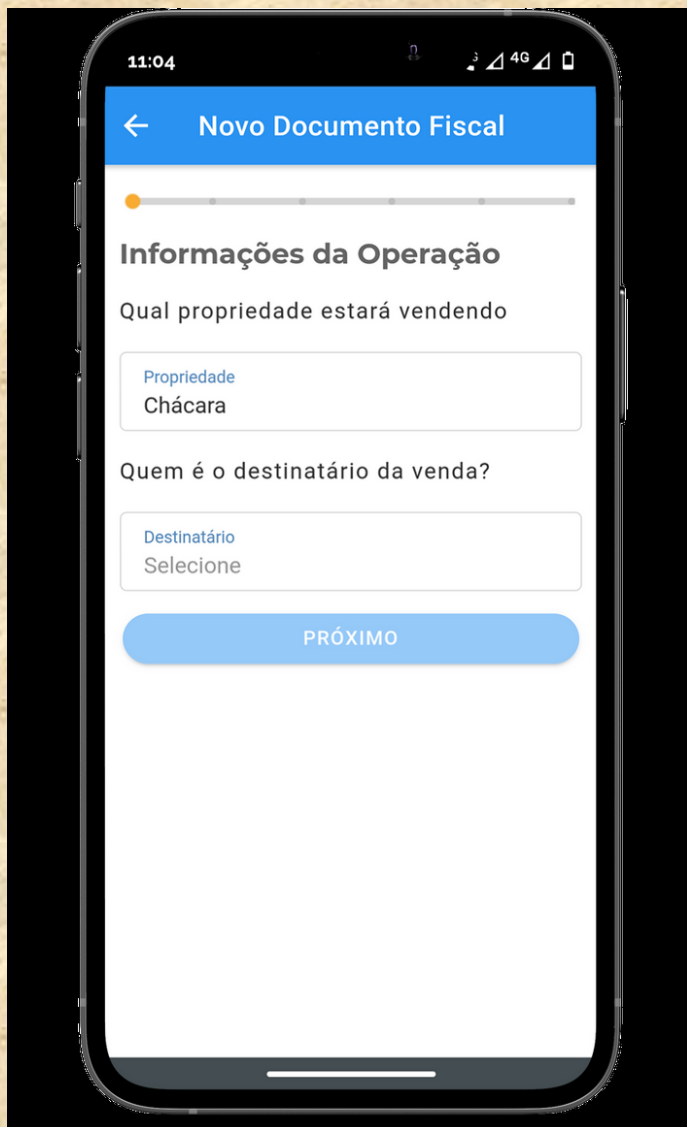 11:04
4G
Novo Documento Fiscal
Informações da Operação
Qual propriedade estará vendendo
Propriedade
Chácara
Quem é o destinatário da venda?
Destinatário
Selecione
PRÓXIMO